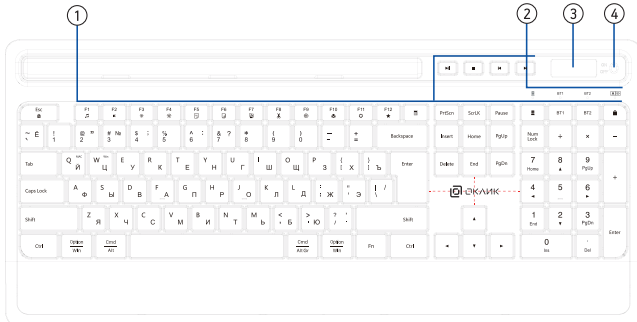 1 2 3 4
BT1 BT2
Esc F1 F2 F3 F4 F5 F6 F7 F8 F9 F10 F11 F12 PrtScn ScrLK Pause BT1 BT2
~ ` Ё ! 1 @ " 2 # № 3 $ ; 4 % : 5 ^ : 6 & ? 7 * 8 ( 9 ) 0 _ - + = Backspace Insert Home PgUp Num Lock + × -
Tab Q Й W Ц E У R К T Е Y Н U Г I Ш O Щ P З { [ Х } ] Ъ Enter Delete End PgDn 7 Home 8 ▲ 9 PgUp +
Caps Lock A Ф S Ы D В F А G П H Р J О K Л L Д : ; Ж " ' Э | \ / ОКЛИК 4 ◄ 5 6 ►
Shift Z Я X Ч C С V М B И N Т M Ь < , Б > . Ю ? / , . Shift ▲ 1 End 2 ▼ 3 PgDn Enter
Ctrl Option Win Cmd Alt Cmd Alt Gr Option Win Fn Ctrl ◄ ▼ ► 0 Ins . Del